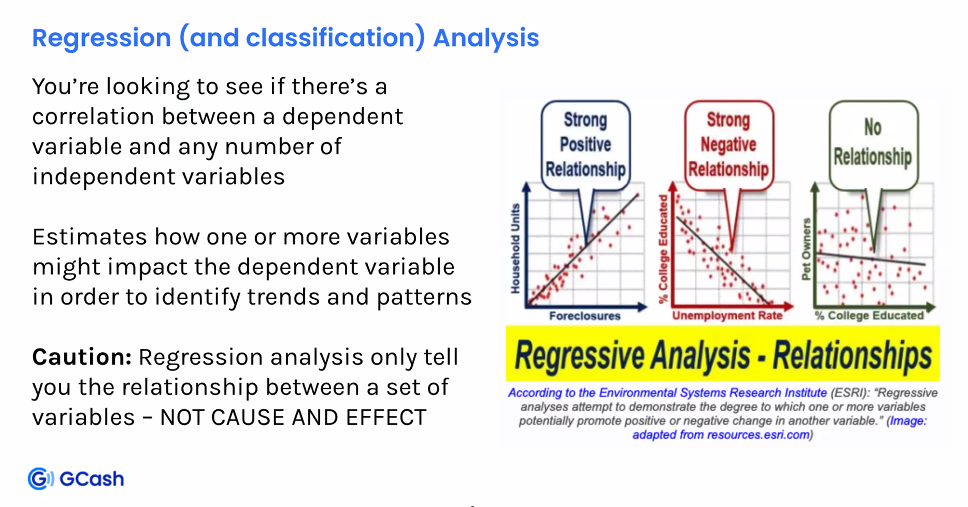 Regression (and classification) Analysis
You're looking to see if there's a
correlation between a dependent
variable and any number of
independent variables
Estimates how one or more variables
might impact the dependent variable
in order to identify trends and patterns
Caution: Regression analysis only tell
you the relationship between a set of
variables – NOT CAUSE AND EFFECT
Strong
Positive
Relationship
Household Units
Foreclosures
Strong
Negative
Relationship
% College Educated
Unemployment Rate
No
Relationship
Pet Owners
% College Educated
Regressive Analysis - Relationships
According to the Environmental Systems Research Institute (ESRI): "Regressive
analyses attempt to demonstrate the degree to which one or more variables
potentially promote positive or negative change in another variable." (Image:
adapted from resources.esri.com)
GCash